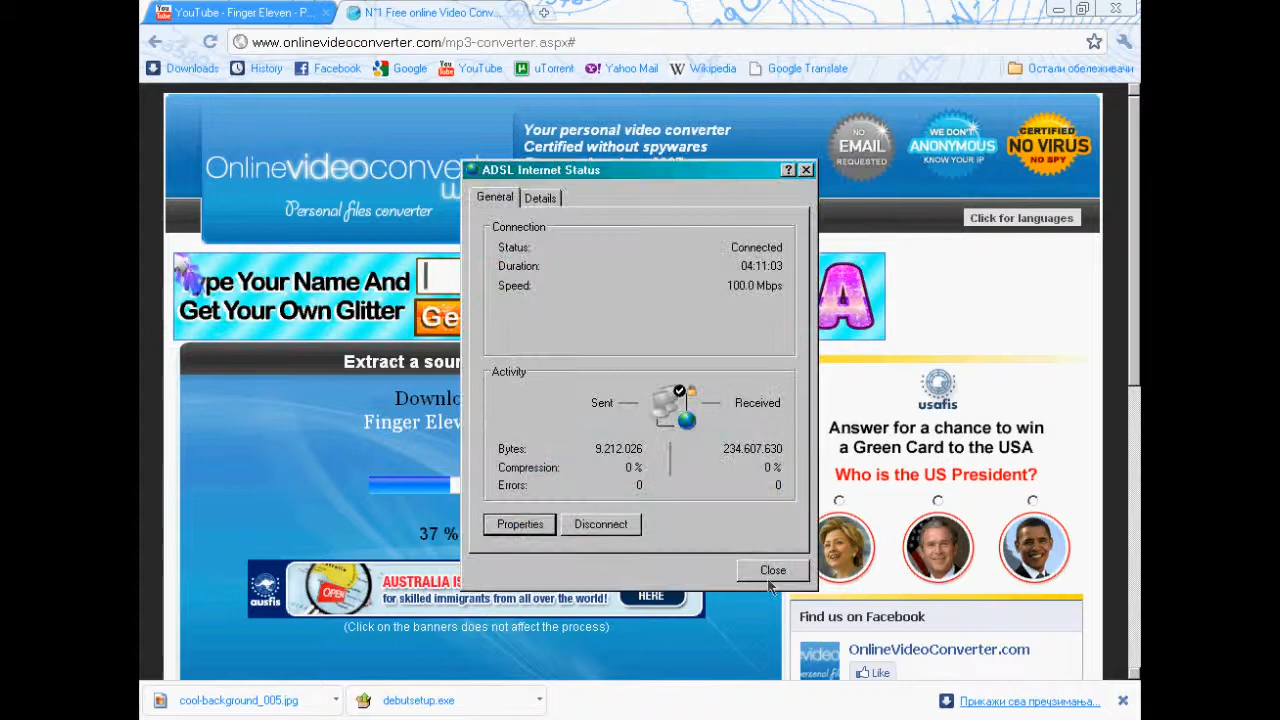 YouTube - Finger Eleven - P...
N°1 Free online Video Conv...
www.onlinevideoconverter.com/mp3-converter.aspx#
Downloads
History
Facebook
Google
YouTube
uTorrent
Yahoo Mail
Wikipedia
Google Translate
Остали обележивачи
Onlinevideoconve
Personal files converter
Your personal video converter
Certified without spywares
NO
EMAIL
REQUESTED
WE DON'T
ANONYMOUS
KNOW YOUR IP
CERTIFIED
NO VIRUS
NO SPY
Click for languages
ype Your Name And
Get Your Own Glitter
Ge
A
Extract a sou
Downlo
Finger Elev
37 %
ADSL Internet Status
General
Details
Connection
Status: Connected
Duration: 04:11:03
Speed: 100.0 Mbps
Activity
Sent
Received
Bytes: 9.212.026 234.607.630
Compression: 0 % 0 %
Errors: 0 0
Properties
Disconnect
Close
usafis
Answer for a chance to win
a Green Card to the USA
Who is the US President?
ausfis
OPEN
AUSTRALIA IS
for skilled immigrants from all over the world!
HERE
(Click on the banners does not affect the process)
Find us on Facebook
video
OnlineVideoConverter.com
Like
cool-background_005.jpg
debutsetup.exe
Прикажи сва преузимања...